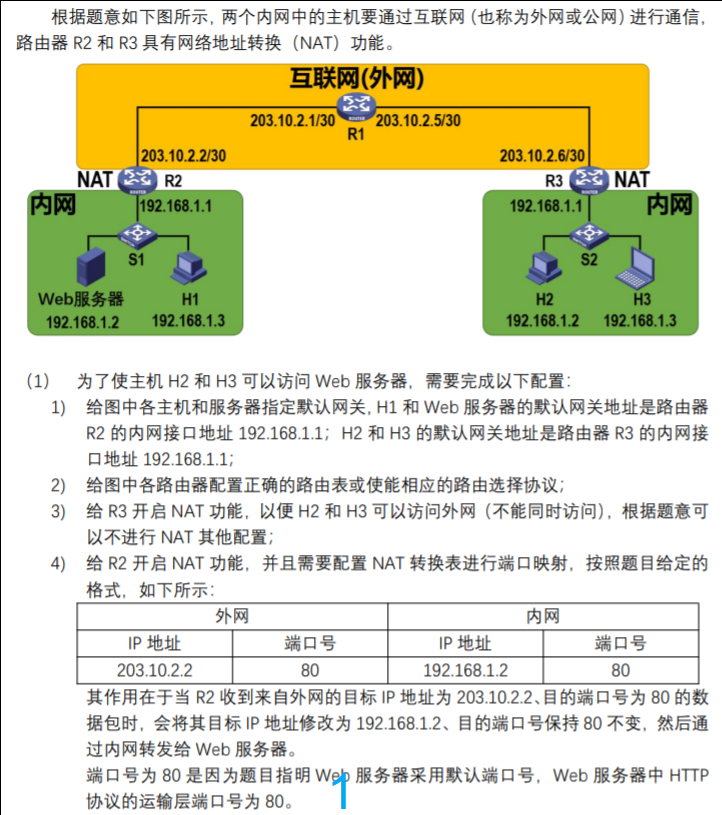 根据题意如下图所示，两个内网中的主机要通过互联网（也称为外网或公网）进行通信，
路由器 R2 和 R3 具有网络地址转换（NAT）功能。
互联网(外网)
203.10.2.1/30
203.10.2.5/30
ROUTER
R1
203.10.2.2/30
203.10.2.6/30
NAT
ROUTER
R2
R3
ROUTER
NAT
内网
192.168.1.1
192.168.1.1
内网
S1
S2
Web服务器
H1
H2
H3
192.168.1.2
192.168.1.3
192.168.1.2
192.168.1.3
（1） 为了使主机 H2 和 H3 可以访问 Web 服务器，需要完成以下配置：
1） 给图中各主机和服务器指定默认网关，H1 和 Web 服务器的默认网关地址是路由器
R2 的内网接口地址 192.168.1.1；H2 和 H3 的默认网关地址是路由器 R3 的内网接
口地址 192.168.1.1；
2） 给图中各路由器配置正确的路由表或使能相应的路由选择协议；
3） 给 R3 开启 NAT 功能，以便 H2 和 H3 可以访问外网（不能同时访问），根据题意可
以不进行 NAT 其他配置；
4） 给 R2 开启 NAT 功能，并且需要配置 NAT 转换表进行端口映射，按照题目给定的
格式，如下所示：
外网 内网
IP 地址 端口号 IP 地址 端口号
203.10.2.2 80 192.168.1.2 80
其作用在于当 R2 收到来自外网的目标 IP 地址为 203.10.2.2、目的端口号为 80 的数
据包时，会将其目标 IP 地址修改为 192.168.1.2、目的端口号保持 80 不变，然后通
过内网转发给 Web 服务器。
端口号为 80 是因为题目指明 Web 服务器采用默认端口号，Web 服务器中 HTTP
协议的运输层端口号为 80。
1